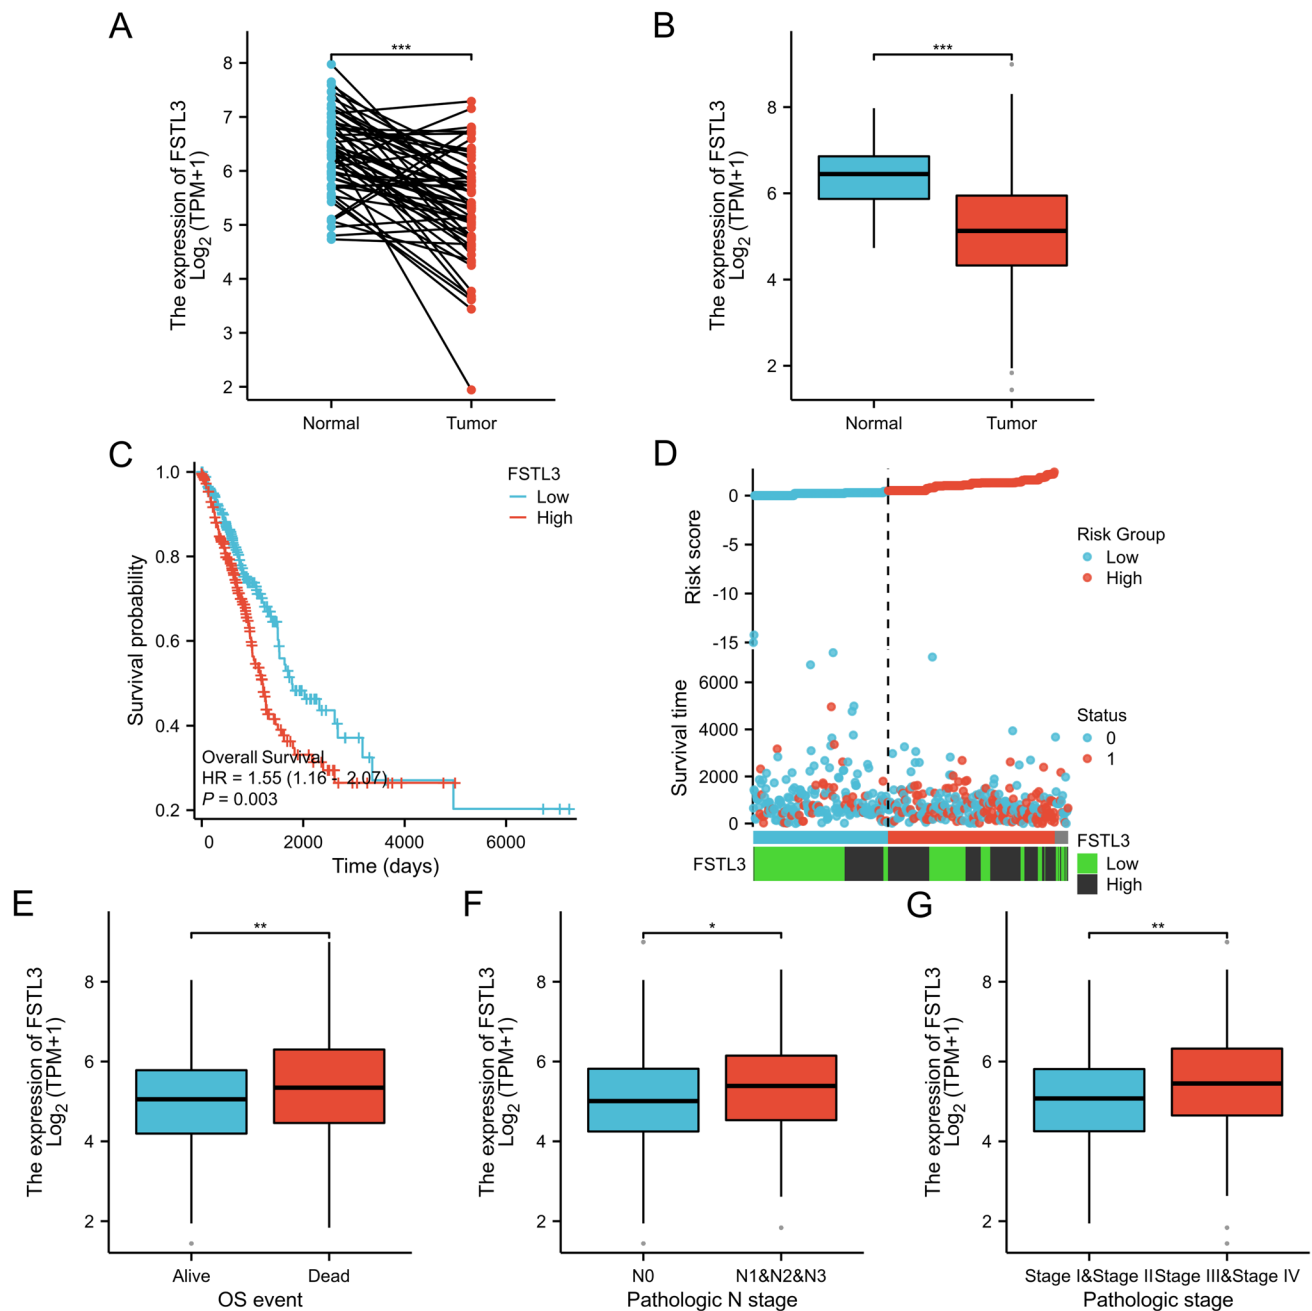 A
***
The expression of FSTL3
Log2 (TPM+1)
8
7
6
5
4
3
2
Normal
Tumor
B
***
The expression of FSTL3
Log2 (TPM+1)
8
6
4
2
Normal
Tumor
C
Survival probability
1.0
0.8
0.6
0.4
0.2
FSTL3
Low
High
Overall Survival
HR = 1.55 (1.16 - 2.07)
P = 0.003
0
2000
4000
6000
Time (days)
D
Risk score
0
-5
-10
-15
Risk Group
Low
High
Survival time
6000
4000
2000
0
Status
0
1
FSTL3
FSTL3
Low
High
E
**
The expression of FSTL3
Log2 (TPM+1)
8
6
4
2
Alive
Dead
OS event
F
*
The expression of FSTL3
Log2 (TPM+1)
8
6
4
2
N0
N1&N2&N3
Pathologic N stage
G
**
The expression of FSTL3
Log2 (TPM+1)
8
6
4
2
Stage I&Stage II
Stage III&Stage IV
Pathologic stage